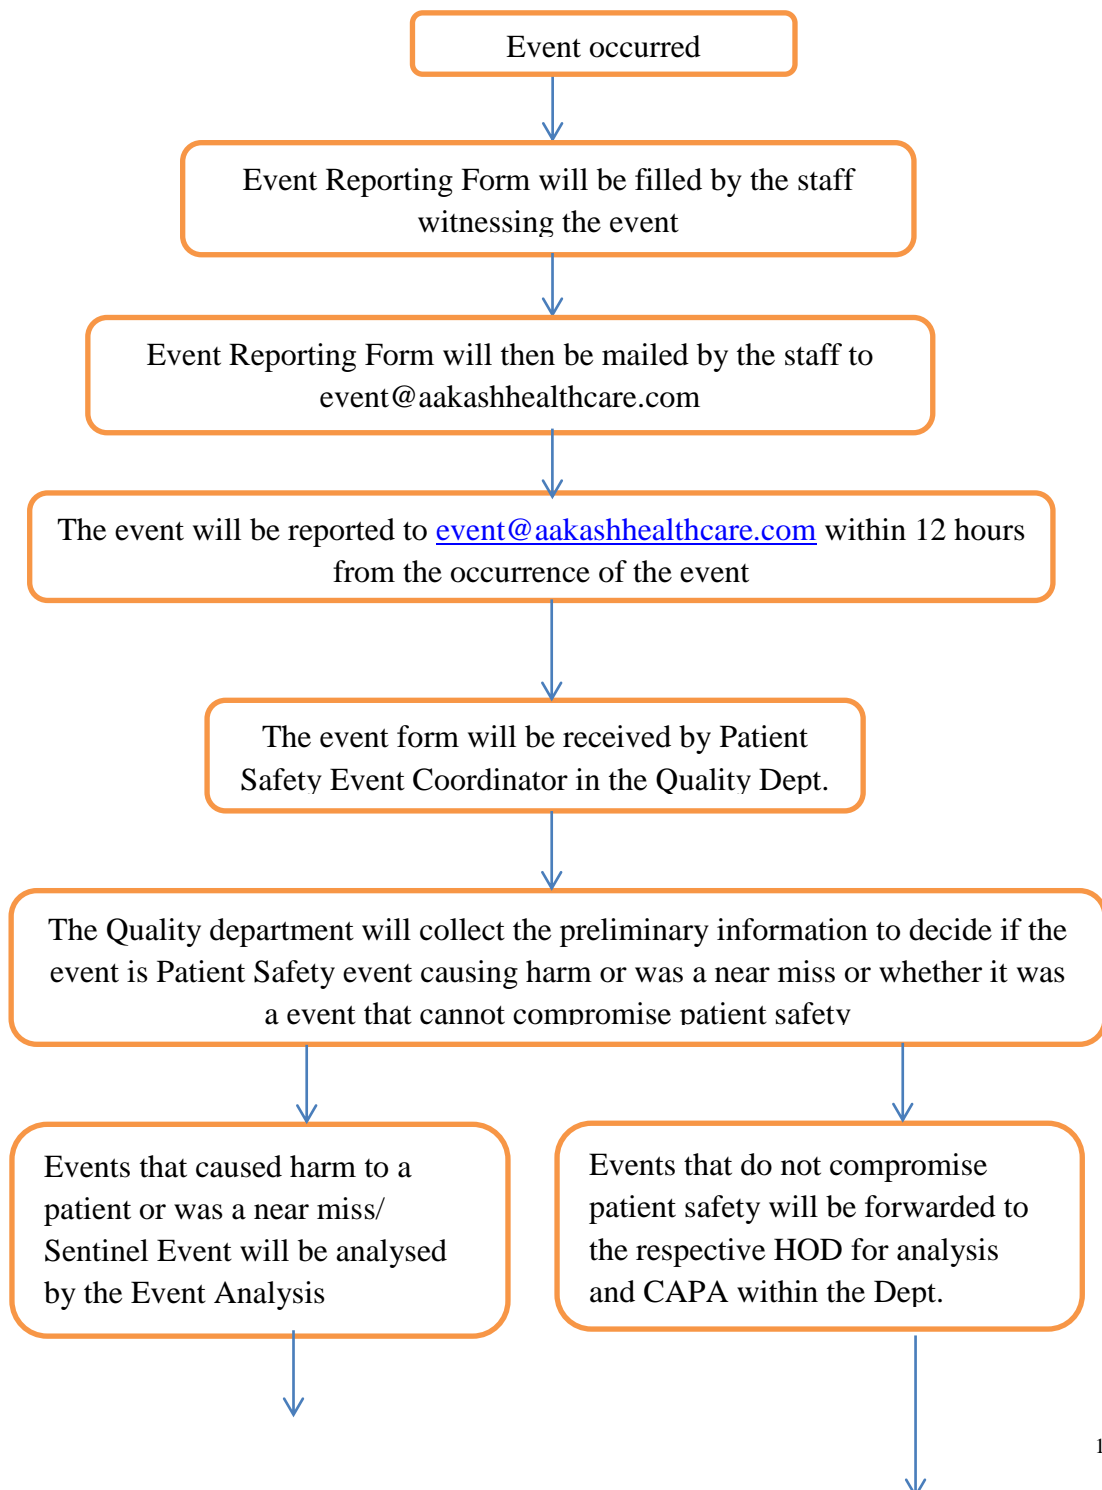 Event occurred
Event Reporting Form will be filled by the staff
witnessing the event
Event Reporting Form will then be mailed by the staff to
event@aakashhealthcare.com
The event will be reported to event@aakashhealthcare.com within 12 hours
from the occurrence of the event
The event form will be received by Patient
Safety Event Coordinator in the Quality Dept.
The Quality department will collect the preliminary information to decide if the
event is Patient Safety event causing harm or was a near miss or whether it was
a event that cannot compromise patient safety
Events that caused harm to a
patient or was a near miss/
Sentinel Event will be analysed
by the Event Analysis
Events that do not compromise
patient safety will be forwarded to
the respective HOD for analysis
and CAPA within the Dept.
1